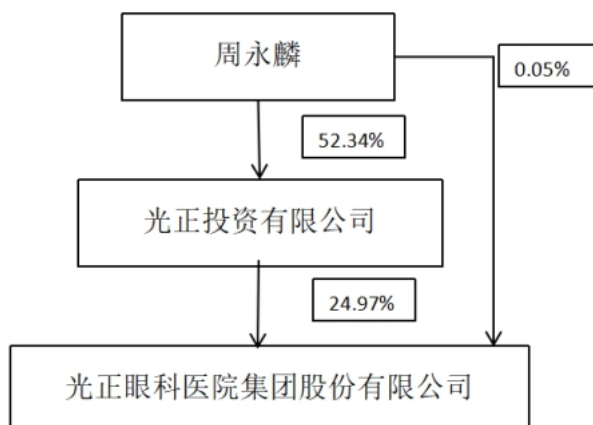 周永麟
0.05%
52.34%
光正投资有限公司
24.97%
光正眼科医院集团股份有限公司